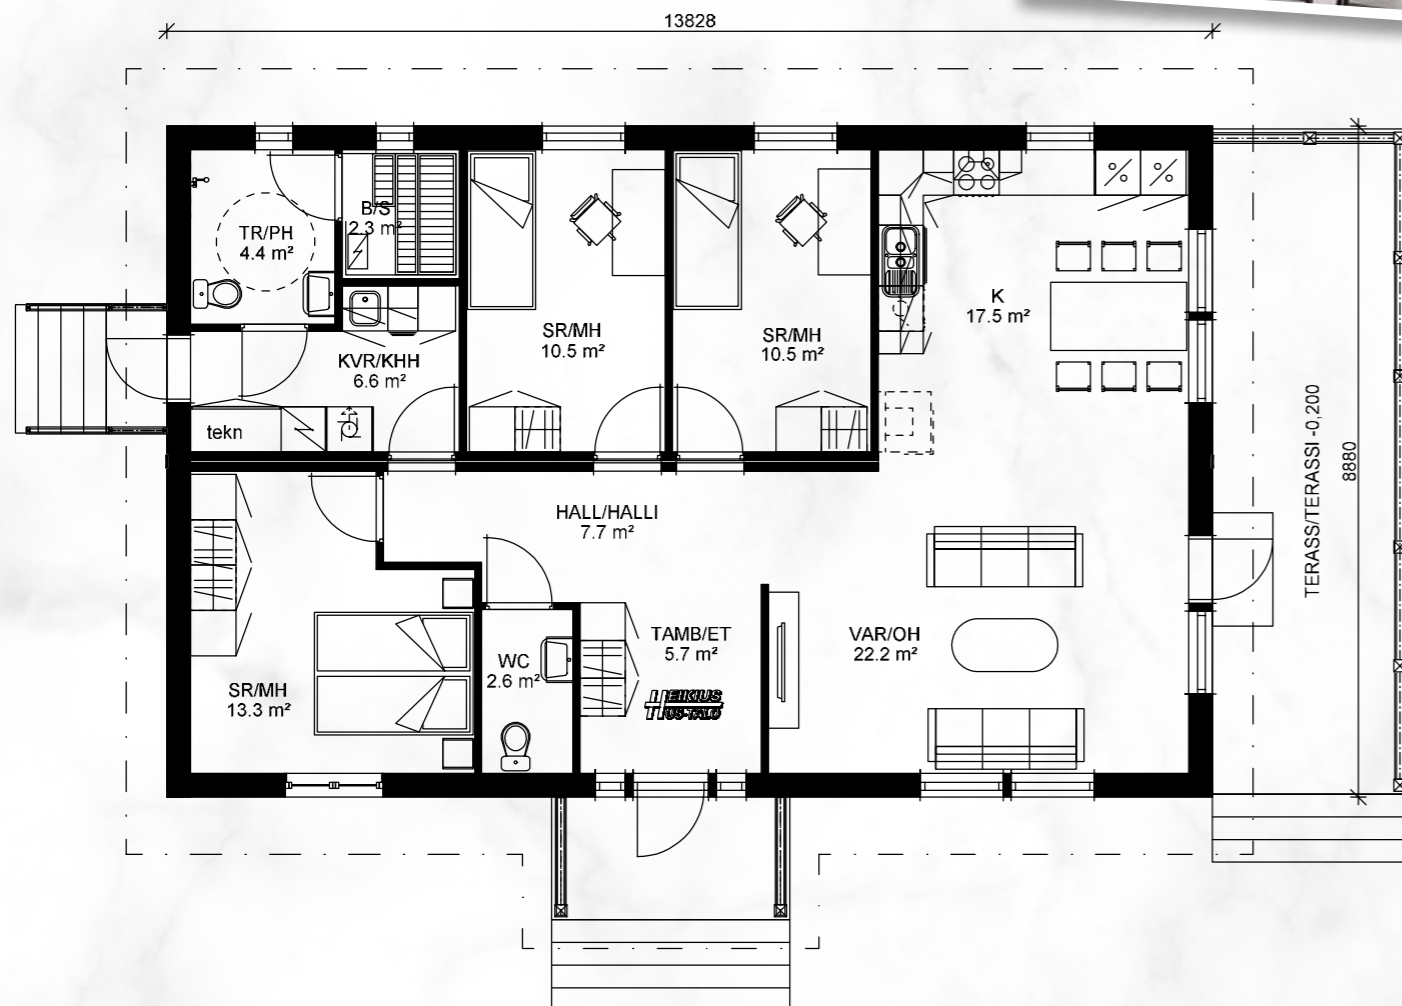 13828
TR/PH
4.4 m²
B/S
2.3 m²
SR/MH
10.5 m²
SR/MH
10.5 m²
K
17.5 m²
KVR/KHH
6.6 m²
tekn
TERASS/TERASSI -0,200
8880
HALL/HALLI
7.7 m²
SR/MH
13.3 m²
WC
2.6 m²
TAMB/ET
5.7 m²
HEIKIUS
HUS-TALO
VAR/OH
22.2 m²